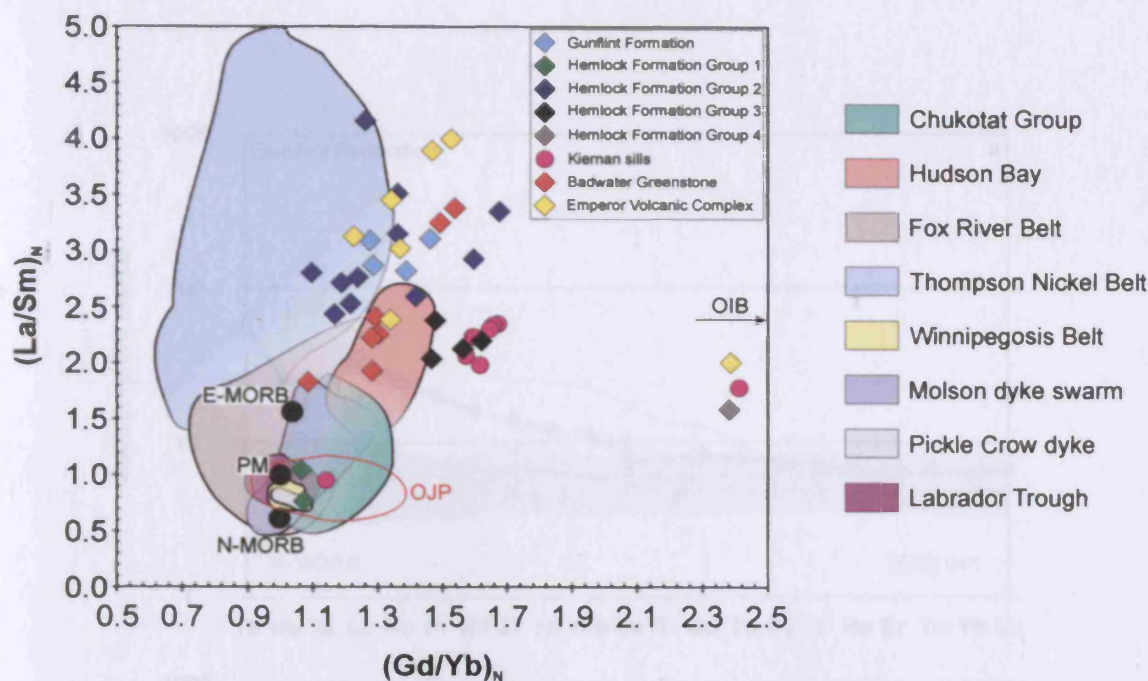 5.0
4.5
4.0
3.5
3.0
2.5
2.0
1.5
1.0
0.5
0.0
(La/Sm)N
0.5 0.7 0.9 1.1 1.3 1.5 1.7 1.9 2.1 2.3 2.5
(Gd/Yb)N
Gunflint Formation
Hemlock Formation Group 1
Hemlock Formation Group 2
Hemlock Formation Group 3
Hemlock Formation Group 4
Kiernan sills
Badwater Greenstone
Emperor Volcanic Complex
OIB
E-MORB
PM
OJP
N-MORB
Chukotat Group
Hudson Bay
Fox River Belt
Thompson Nickel Belt
Winnipegosis Belt
Molson dyke swarm
Pickle Crow dyke
Labrador Trough